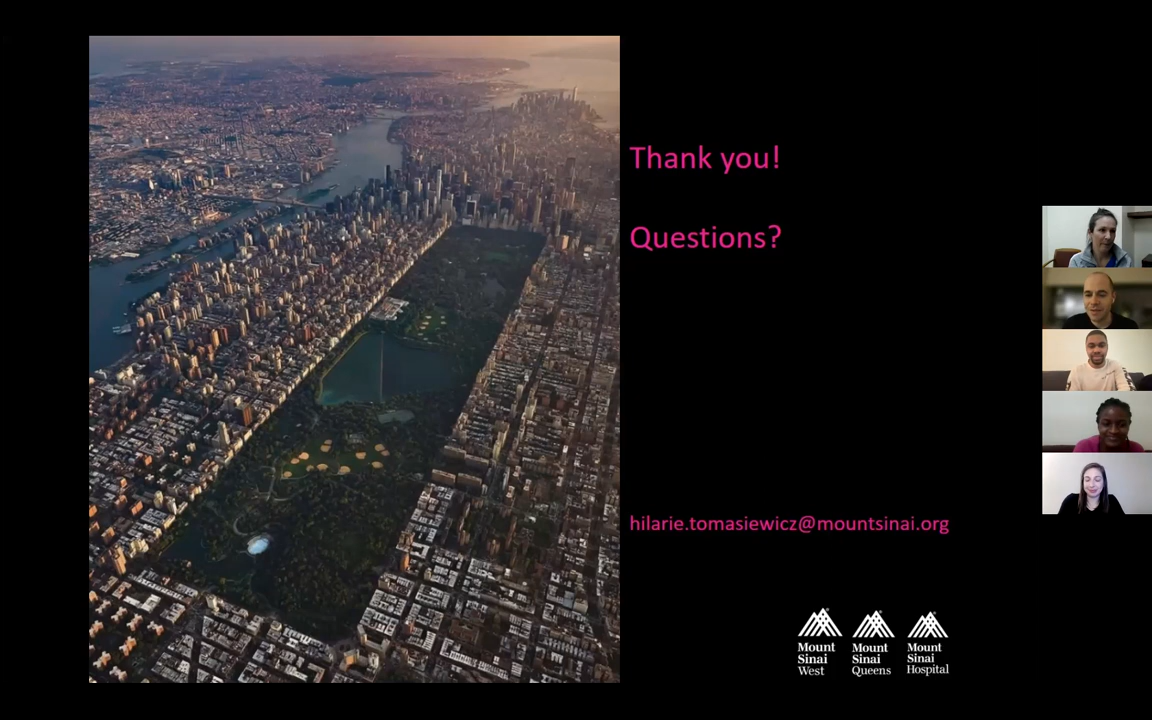 Thank you!
Questions?
hilarie.tomasiewicz@mountsinai.org
Mount
Sinai
West
Mount
Sinai
Queens
Mount
Sinai
Hospital